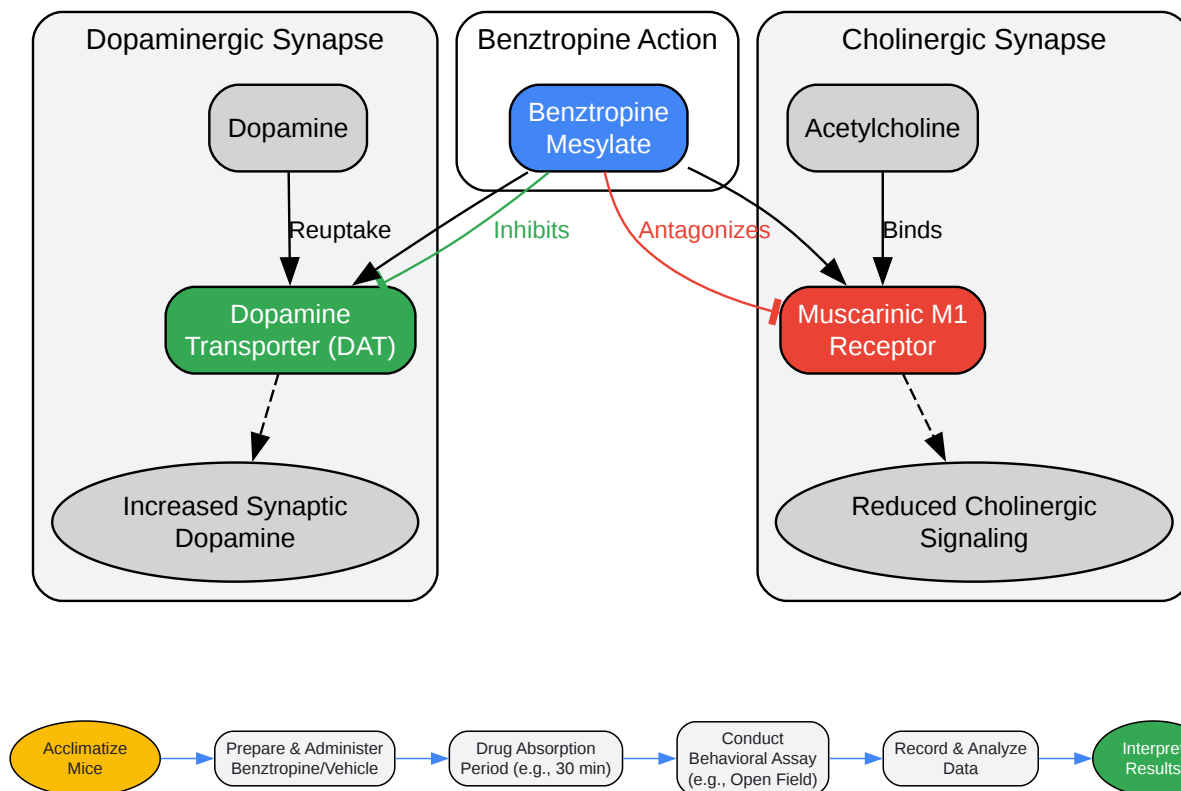 Dopaminergic Synapse
Benztropine Action
Cholinergic Synapse
Dopamine
Benztropine
Mesylate
Acetylcholine
Reuptake
Inhibits
Antagonizes
Binds
Dopamine
Transporter (DAT)
Muscarinic M1
Receptor
Increased Synaptic
Dopamine
Reduced Cholinergic
Signaling
Acclimatize
Mice
Prepare & Administer
Benztropine/Vehicle
Drug Absorption
Period (e.g., 30 min)
Conduct
Behavioral Assay
(e.g., Open Field)
Record & Analyze
Data
Interpret
Results